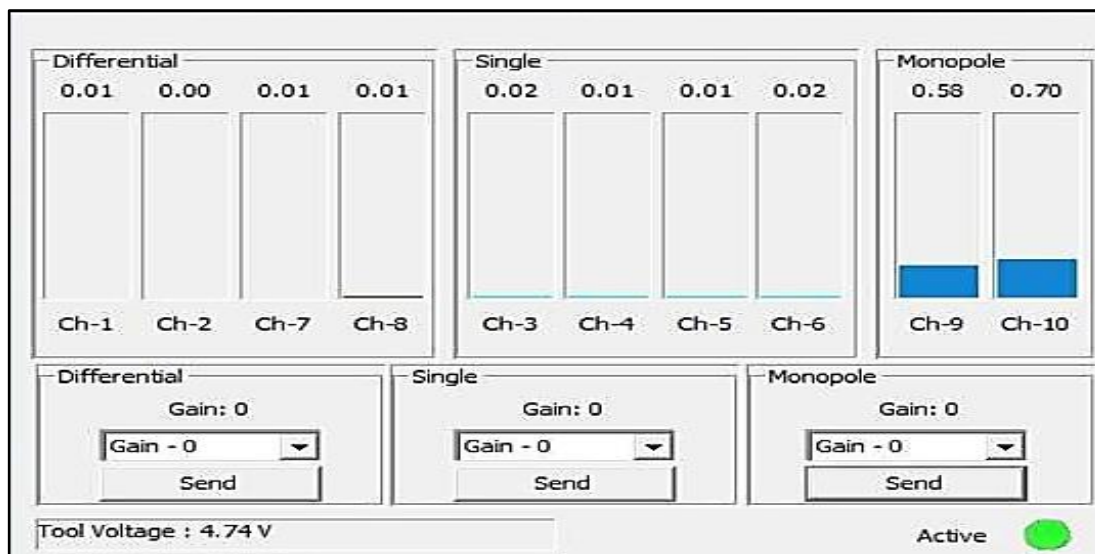 Differential Single Monopole
0.01 0.00 0.01 0.01 0.02 0.01 0.01 0.02 0.58 0.70
Ch-1 Ch-2 Ch-7 Ch-8 Ch-3 Ch-4 Ch-5 Ch-6 Ch-9 Ch-10
Differential Single Monopole
Gain: 0 Gain: 0 Gain: 0
Gain - 0 Gain - 0 Gain - 0
Send Send Send
Tool Voltage : 4.74 V Active